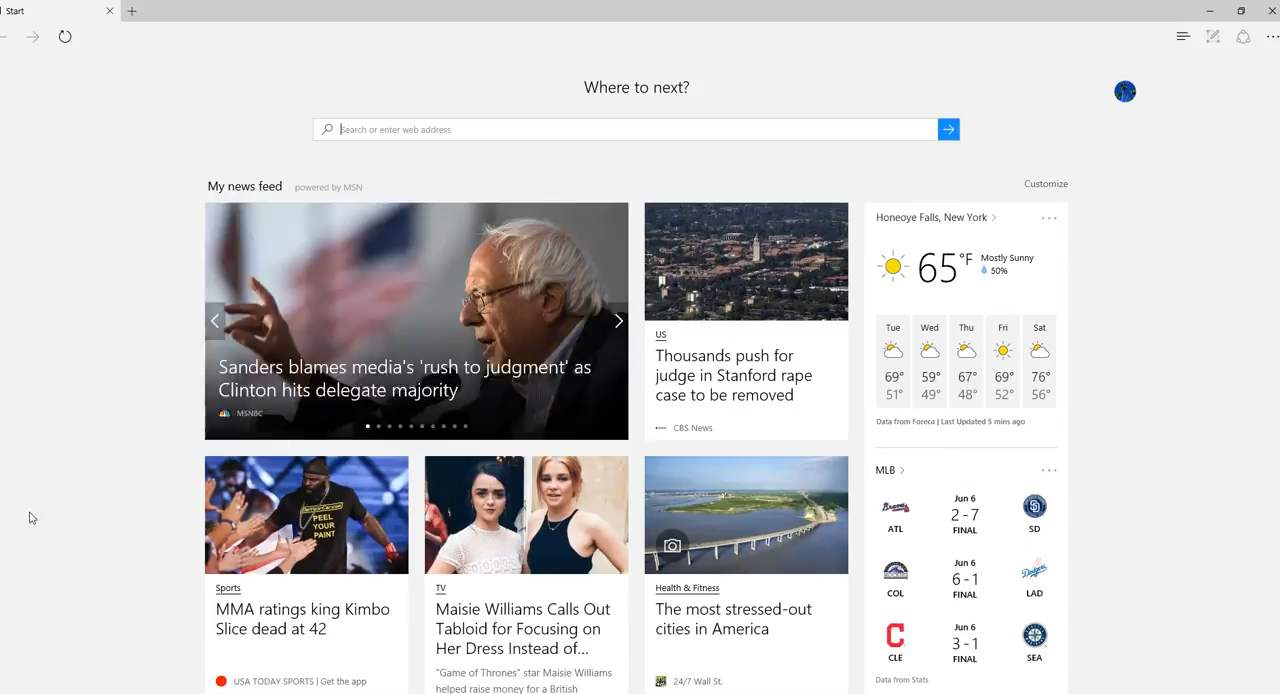 Start
Where to next?
Search or enter web address
My news feed powered by MSN
Customize
Sanders blames media's 'rush to judgment' as
Clinton hits delegate majority
MSNBC
US
Thousands push for
judge in Stanford rape
case to be removed
CBS News
Honeoye Falls, New York
65°F
Mostly Sunny
50%
Tue Wed Thu Fri Sat
69° 59° 67° 69° 76°
51° 49° 48° 52° 56°
Data from Foreca | Last Updated 5 mins ago
MLB
Jun 6
2 - 7
ATL FINAL SD
Jun 6
6 - 1
COL FINAL LAD
Jun 6
3 - 1
CLE FINAL SEA
Data from Stats
PEEL
YOUR
PAINT
Sports
MMA ratings king Kimbo
Slice dead at 42
USA TODAY SPORTS | Get the app
TV
Maisie Williams Calls Out
Tabloid for Focusing on
Her Dress Instead of...
"Game of Thrones" star Maisie Williams
helped raise money for a British
Health & Fitness
The most stressed-out
cities in America
24/7 Wall St.